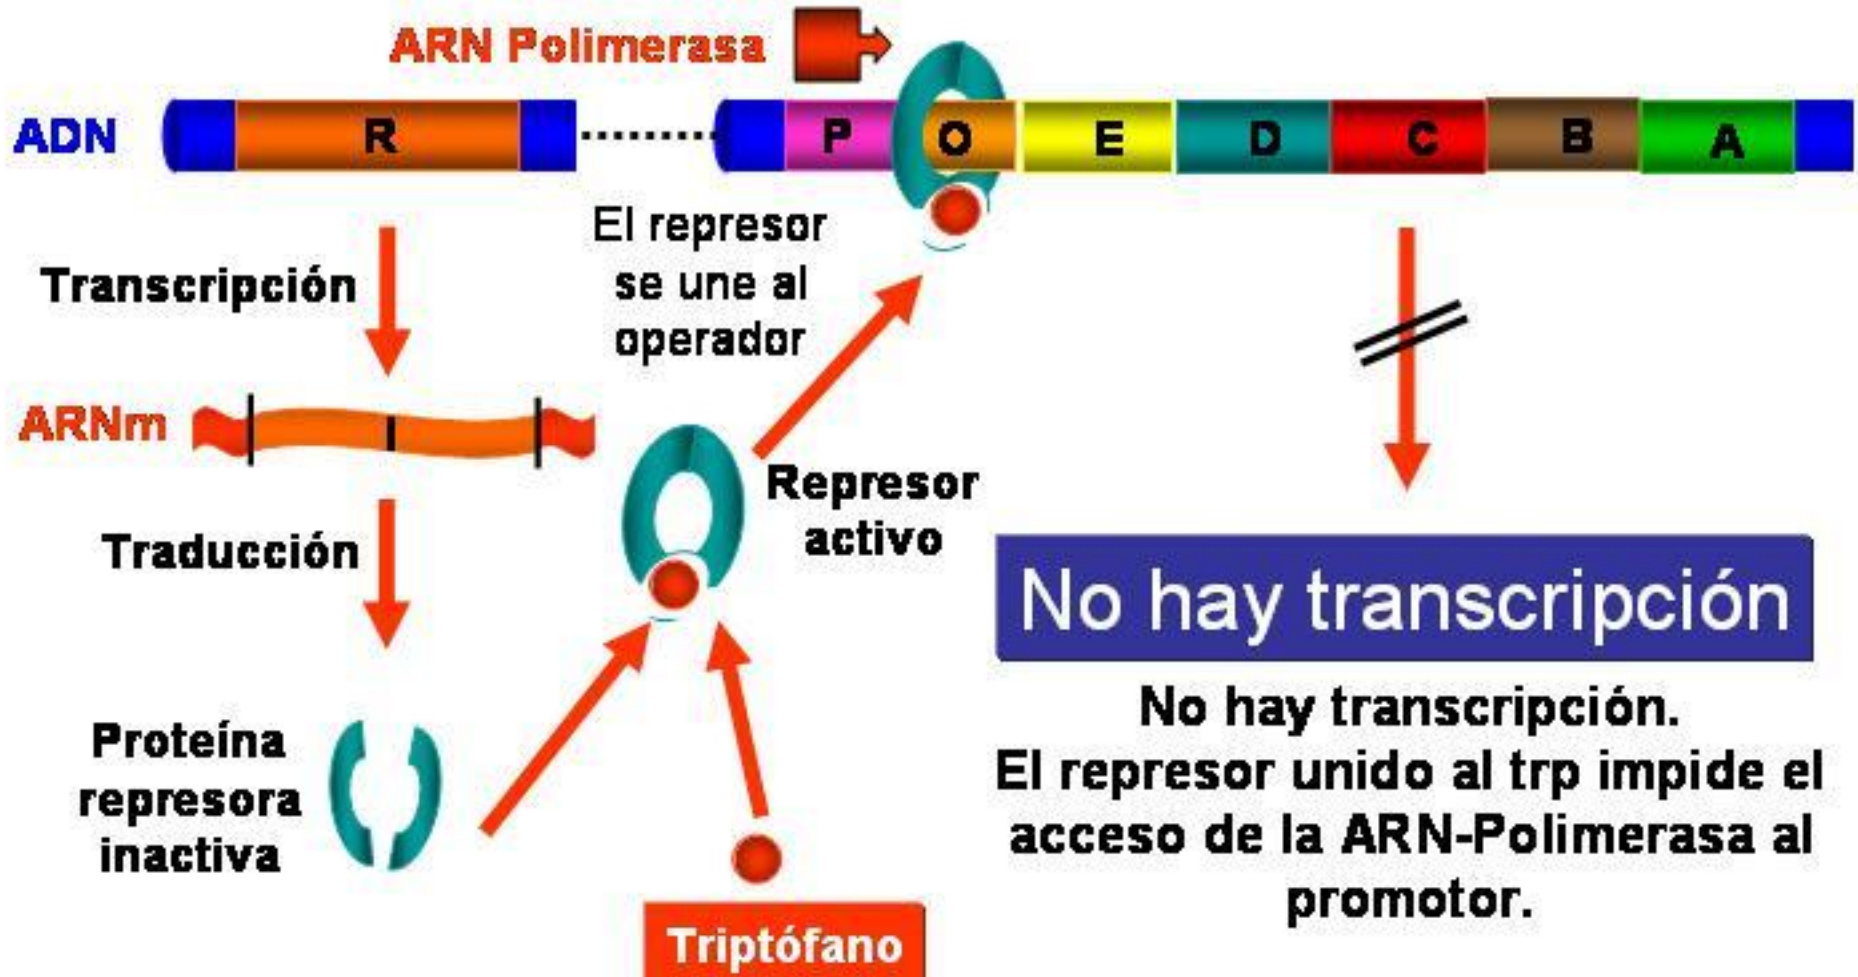 ARN Polimerasa
ADN
R
P
O
E
D
C
B
A
El represor
se une al
operador
Transcripción
ARNm
Represor
activo
Traducción
No hay transcripción
Proteína
represora
inactiva
No hay transcripción.
El represor unido al trp impide el
acceso de la ARN-Polimerasa al
promotor.
Triptófano